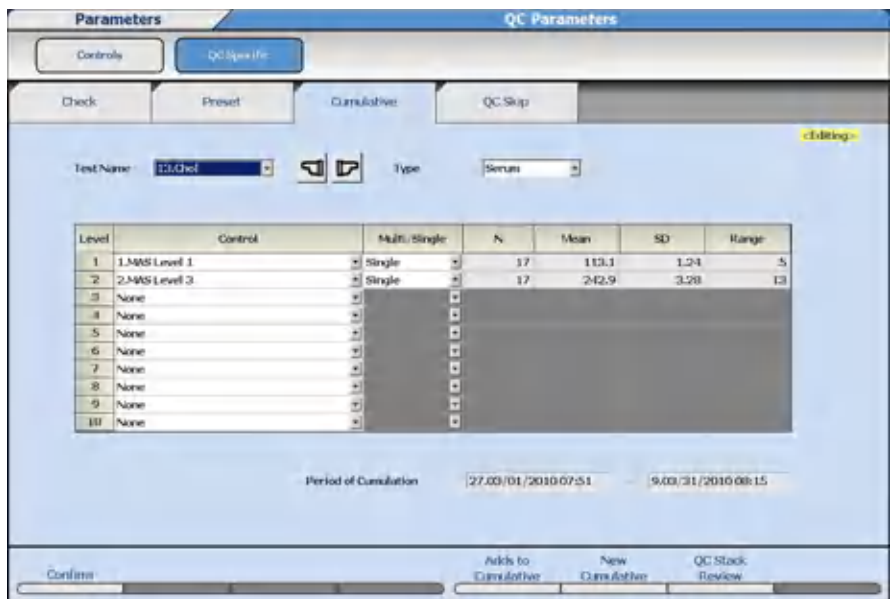 Parameters QC Parameters
Controls QC Specific
Check Preset Cumulative QC Skip
<Editing>
Test Name 13.Chol Type Serum
Level Control Multi/Single N Mean SD Range
1 1.MAS Level 1 Single 17 113.1 1.24 5
2 2.MAS Level 3 Single 17 242.9 3.28 13
3 None
4 None
5 None
6 None
7 None
8 None
9 None
10 None
Period of Cumulation 27.03/01/2010 07:51 - 9.03/31/2010 08:15
Confirm Adds to Cumulative New Cumulative QC Stack Review